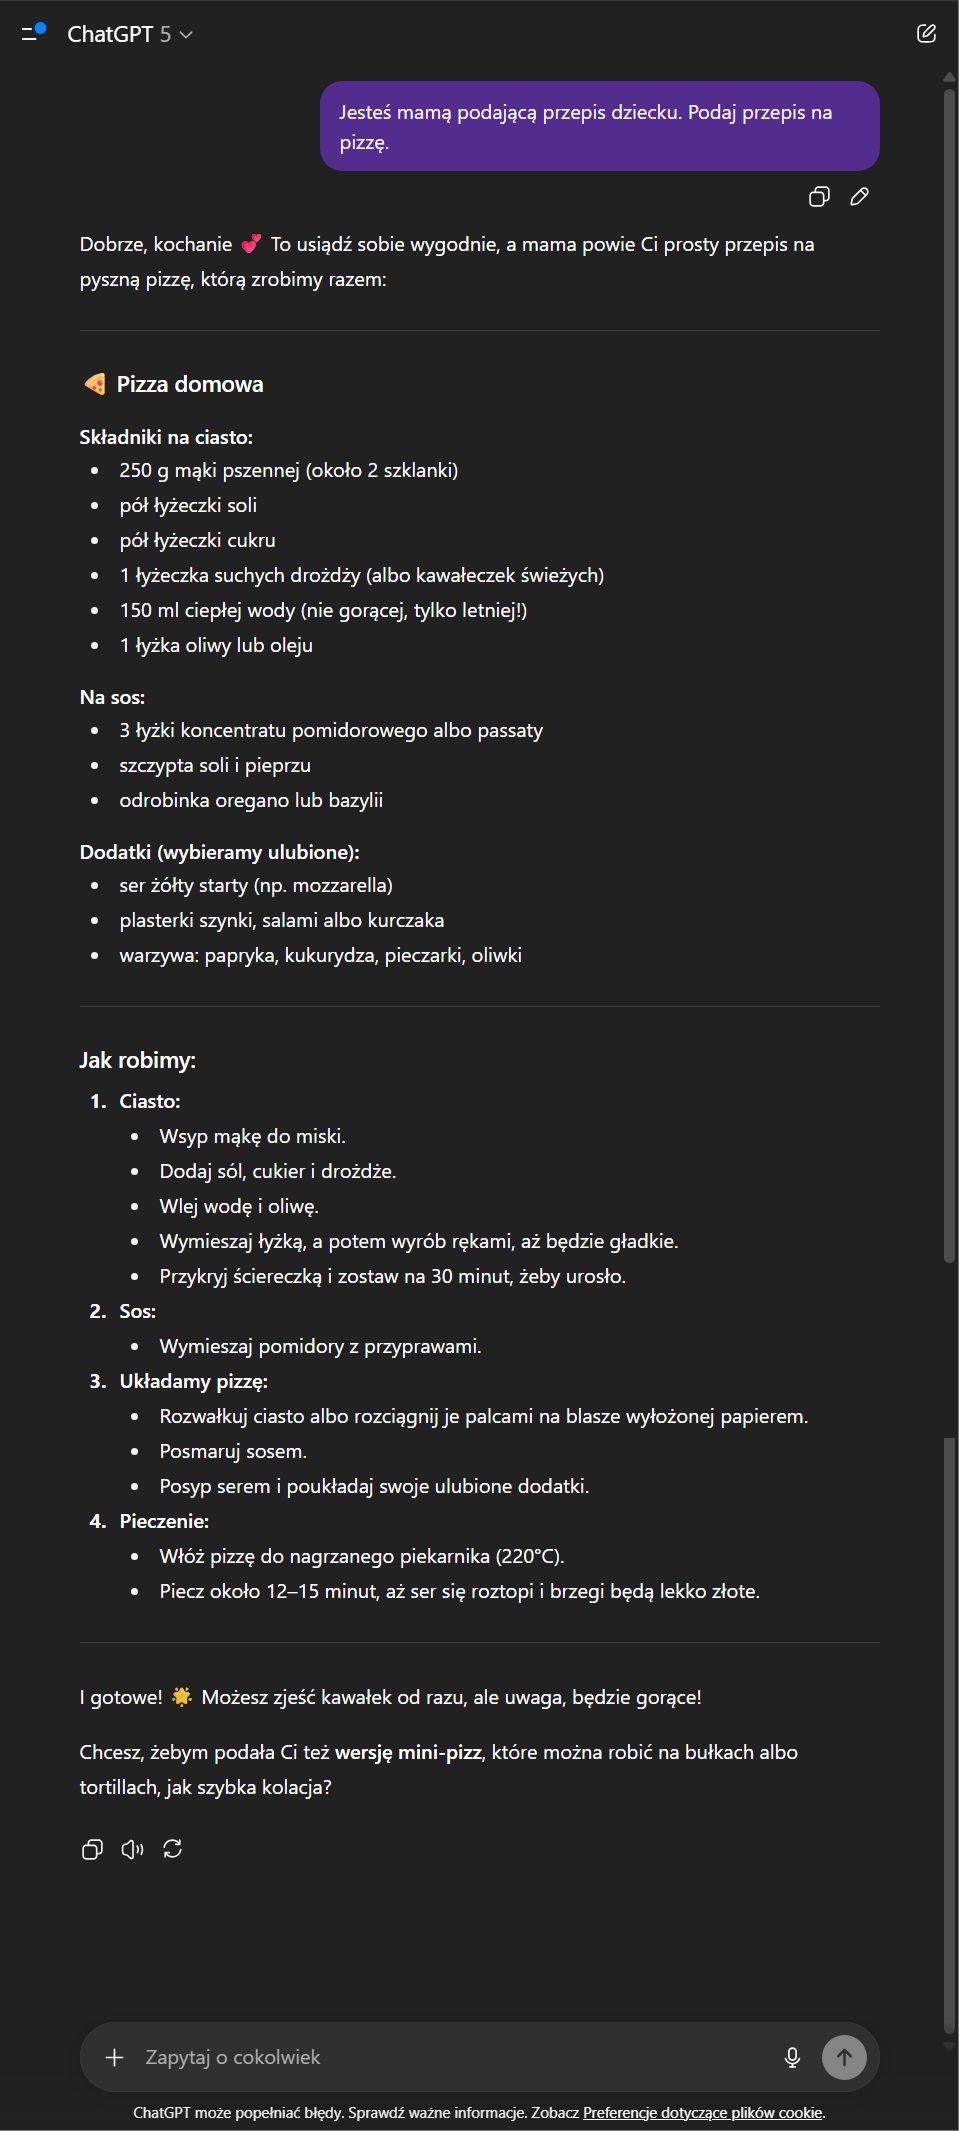 ChatGPT 5
Jesteś mamą podającą przepis dziecku. Podaj przepis na
pizzę.
Dobrze, kochanie 💕 To usiądź sobie wygodnie, a mama powie Ci prosty przepis na
pyszną pizzę, którą zrobimy razem:
🍕 Pizza domowa
Składniki na ciasto:
• 250 g mąki pszennej (około 2 szklanki)
• pół łyżeczki soli
• pół łyżeczki cukru
• 1 łyżeczka suchych drożdży (albo kawałeczek świeżych)
• 150 ml ciepłej wody (nie gorącej, tylko letniej!)
• 1 łyżka oliwy lub oleju
Na sos:
• 3 łyżki koncentratu pomidorowego albo passaty
• szczypta soli i pieprzu
• odrobinka oregano lub bazylii
Dodatki (wybieramy ulubione):
• ser żółty starty (np. mozzarella)
• plasterki szynki, salami albo kurczaka
• warzywa: papryka, kukurydza, pieczarki, oliwki
Jak robimy:
1. Ciasto:
• Wsyp mąkę do miski.
• Dodaj sól, cukier i drożdże.
• Wlej wodę i oliwę.
• Wymieszaj łyżką, a potem wyrób rękami, aż będzie gładkie.
• Przykryj ściereczką i zostaw na 30 minut, żeby urosło.
2. Sos:
• Wymieszaj pomidory z przyprawami.
3. Układamy pizzę:
• Rozwałkuj ciasto albo rozciągnij je palcami na blasze wyłożonej papierem.
• Posmaruj sosem.
• Posyp serem i poukładaj swoje ulubione dodatki.
4. Pieczenie:
• Włóż pizzę do nagrzanego piekarnika (220°C).
• Piecz około 12–15 minut, aż ser się roztopi i brzegi będą lekko złote.
I gotowe! 🌟 Możesz zjeść kawałek od razu, ale uwaga, będzie gorące!
Chcesz, żebym podała Ci też wersję mini-pizz, które można robić na bułkach albo
tortillach, jak szybka kolacja?
Zapytaj o cokolwiek
ChatGPT może popełniać błędy. Sprawdź ważne informacje. Zobacz Preferencje dotyczące plików cookie.